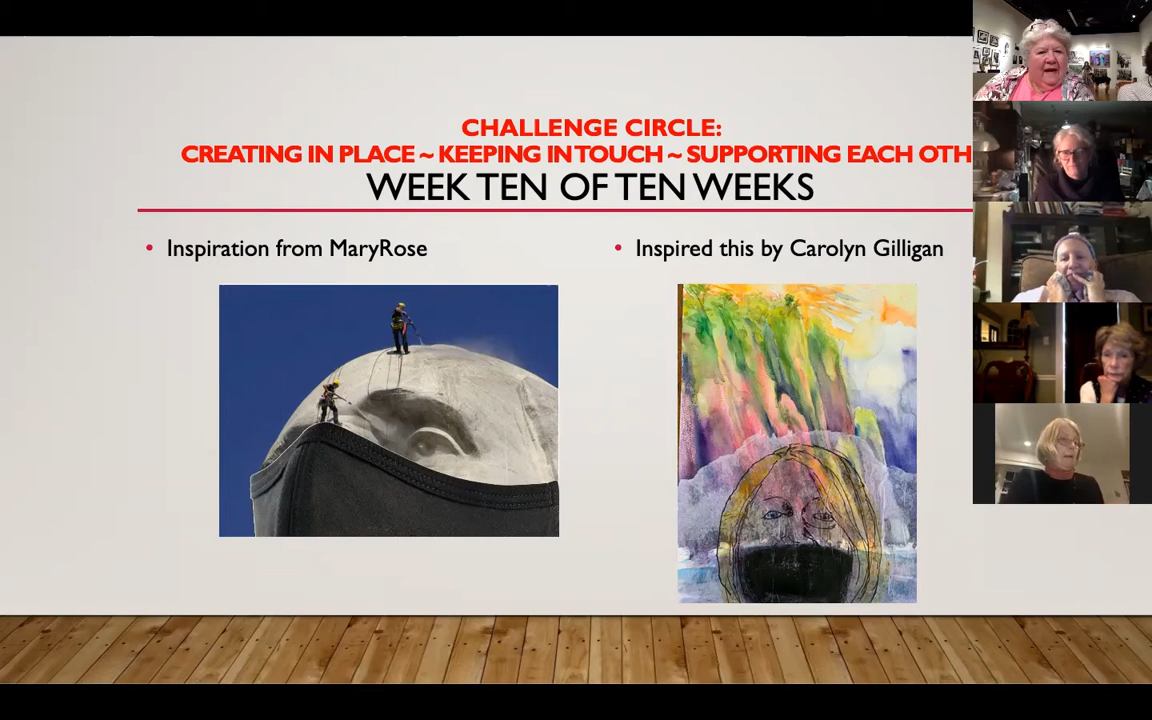 CHALLENGE CIRCLE:
CREATING IN PLACE ~ KEEPING IN TOUCH ~ SUPPORTING EACH OTH
WEEK TEN OF TEN WEEKS
• Inspiration from MaryRose
• Inspired this by Carolyn Gilligan